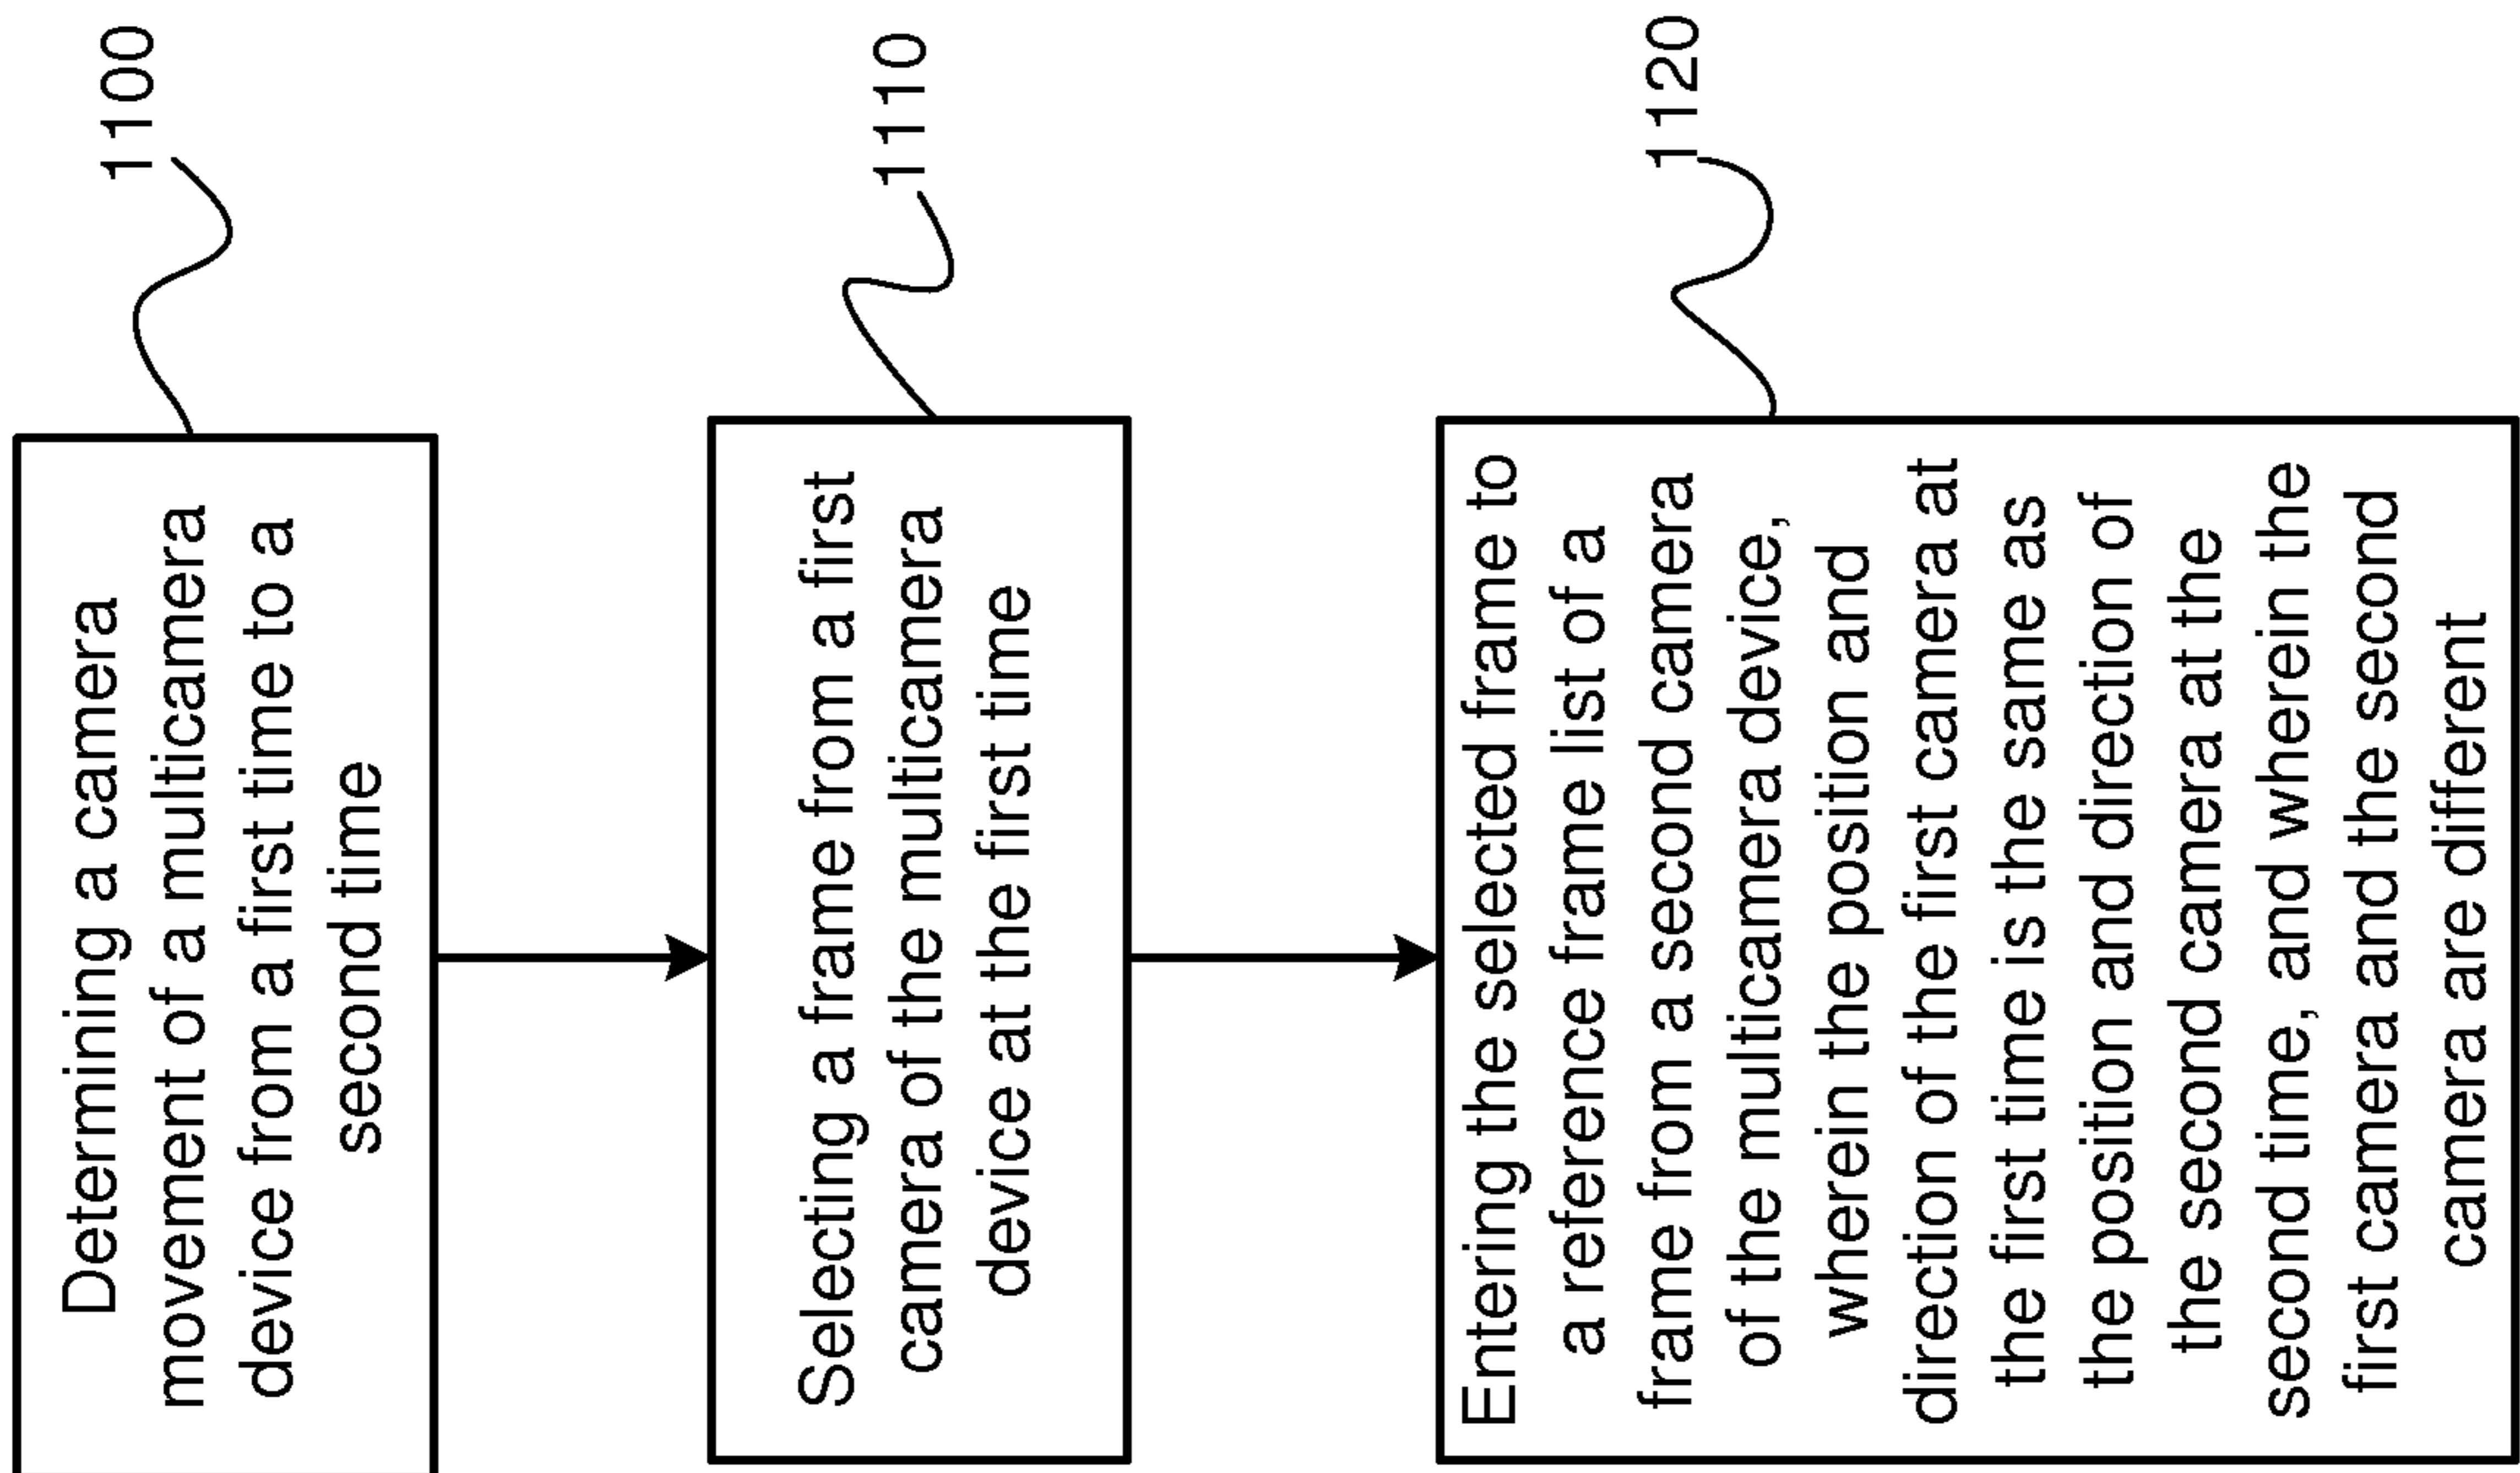 Determining a camera
movement of a multicamera
device from a first time to a
second time
1100
Selecting a frame from a first
camera of the multicamera
device at the first time
1110
Entering the selected frame to
a reference frame list of a
frame from a second camera
of the multicamera device,
wherein the position and
direction of the first camera at
the first time is the same as
the position and direction of
the second camera at the
second time, and wherein the
first camera and the second
camera are different
1120